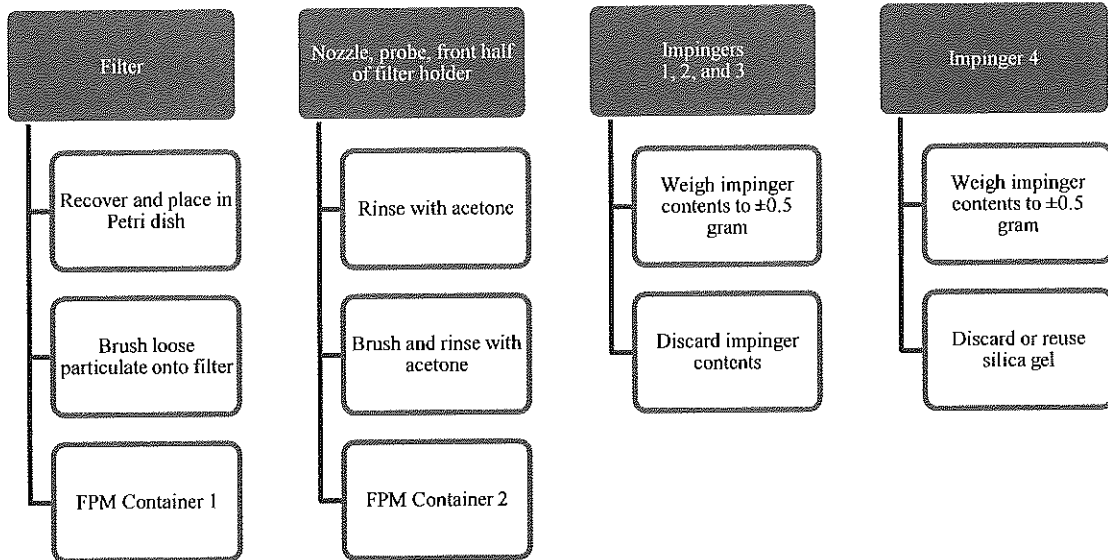 Filter
Recover and place in
Petri dish
Brush loose
particulate onto filter
FPM Container 1
Nozzle, probe, front half
of filter holder
Rinse with acetone
Brush and rinse with
acetone
FPM Container 2
Impingers
1, 2, and 3
Weigh impinger
contents to ±0.5
gram
Discard impinger
contents
Impinger 4
Weigh impinger
contents to ±0.5
gram
Discard or reuse
silica gel